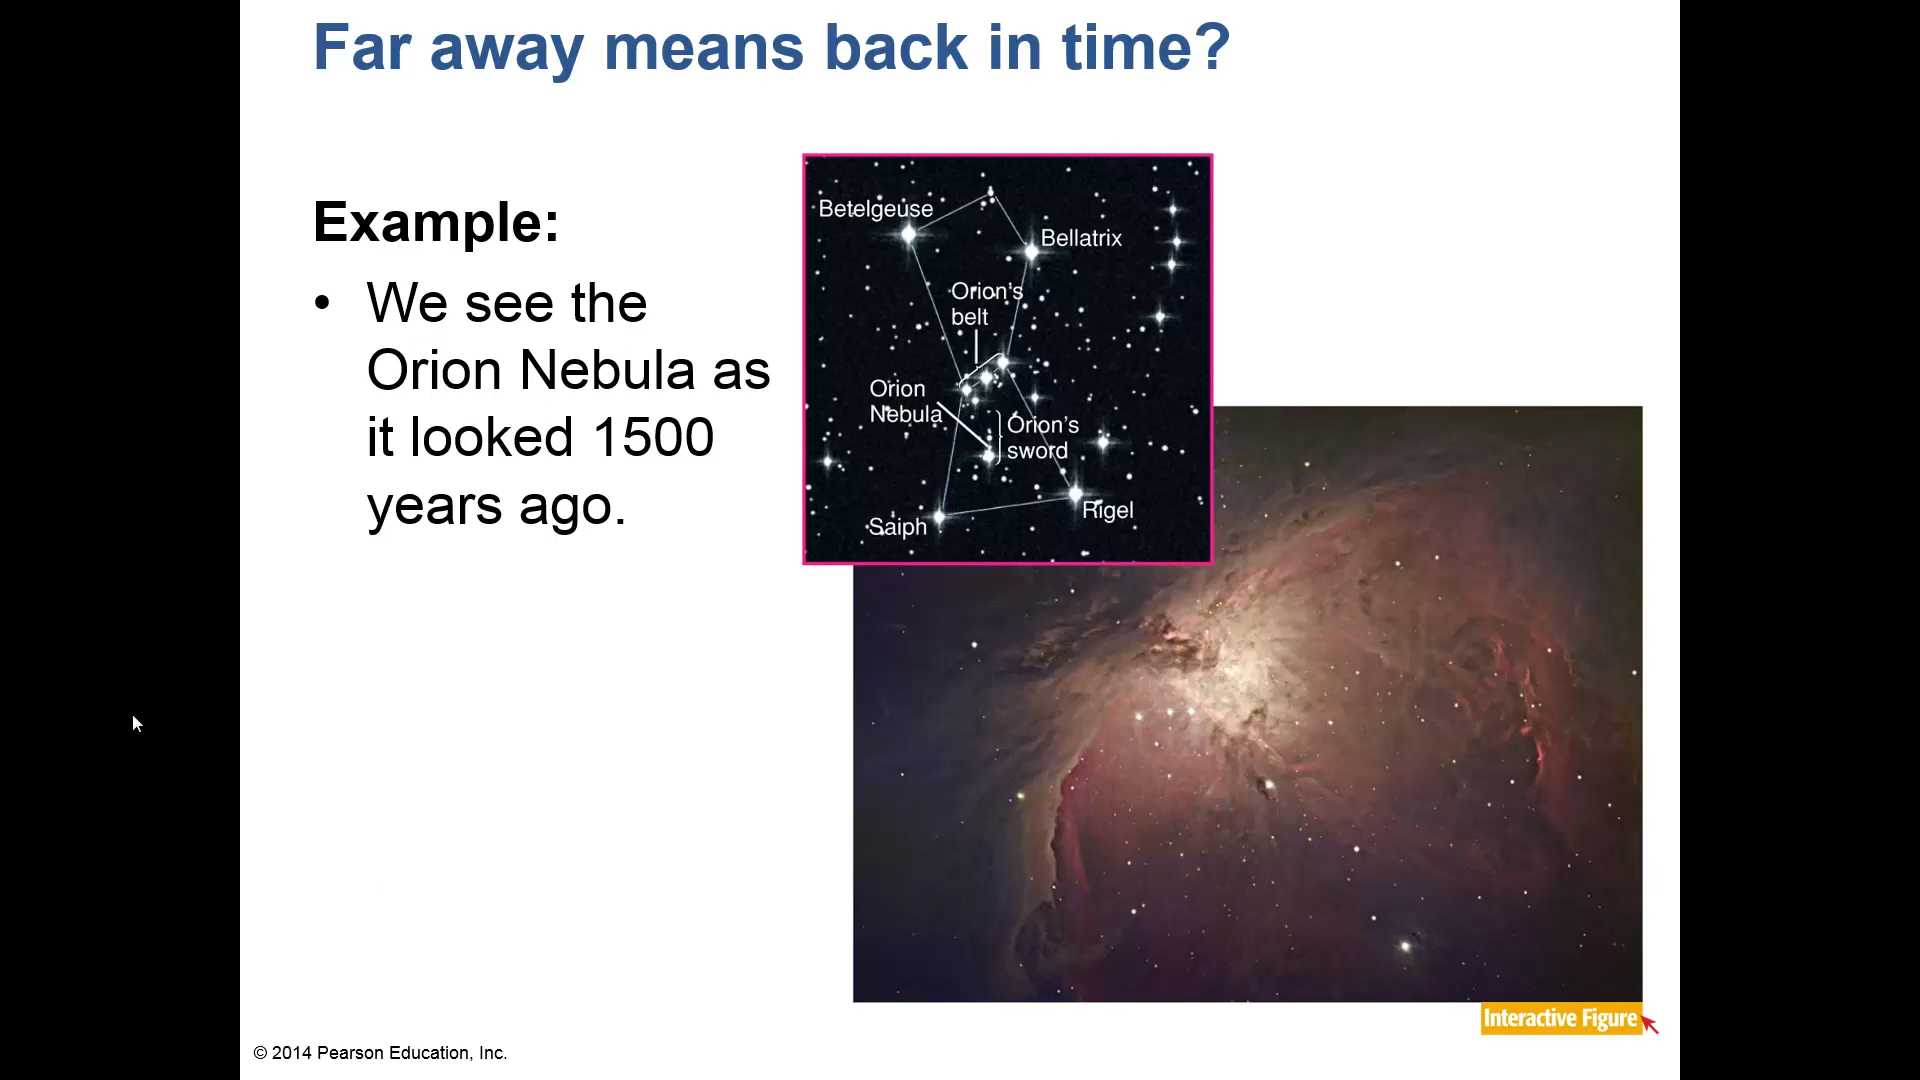 Far away means back in time?
Example:
• We see the
Orion Nebula as
it looked 1500
years ago.
Betelgeuse
Bellatrix
Orion's
belt
Orion
Nebula
Orion's
sword
Saiph
Rigel
Interactive Figure
© 2014 Pearson Education, Inc.